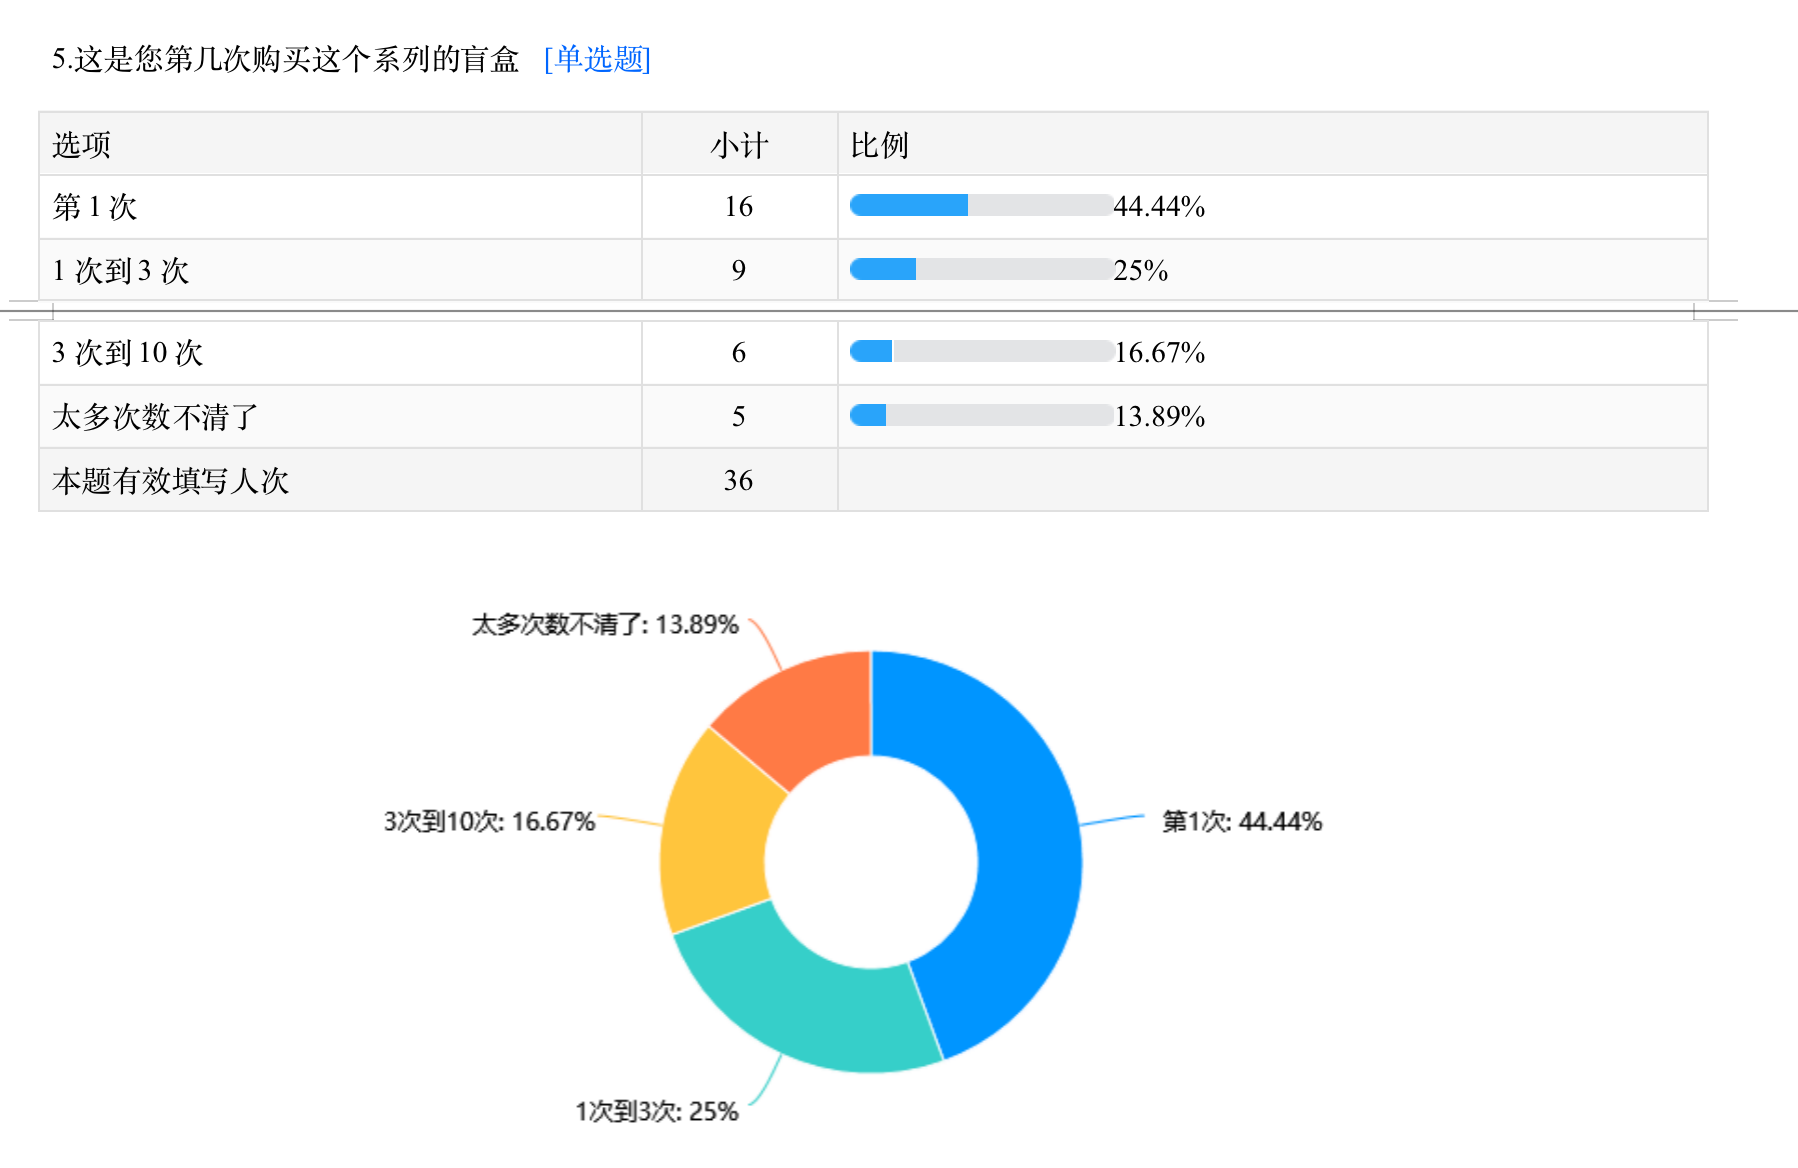 5.这是您第几次购买这个系列的盲盒 [单选题]
选项 小计 比例
第 1 次 16 44.44%
1 次到 3 次 9 25%
3 次到 10 次 6 16.67%
太多次数不清了 5 13.89%
本题有效填写人次 36
太多次数不清了: 13.89%
3次到10次: 16.67%
第1次: 44.44%
1次到3次: 25%